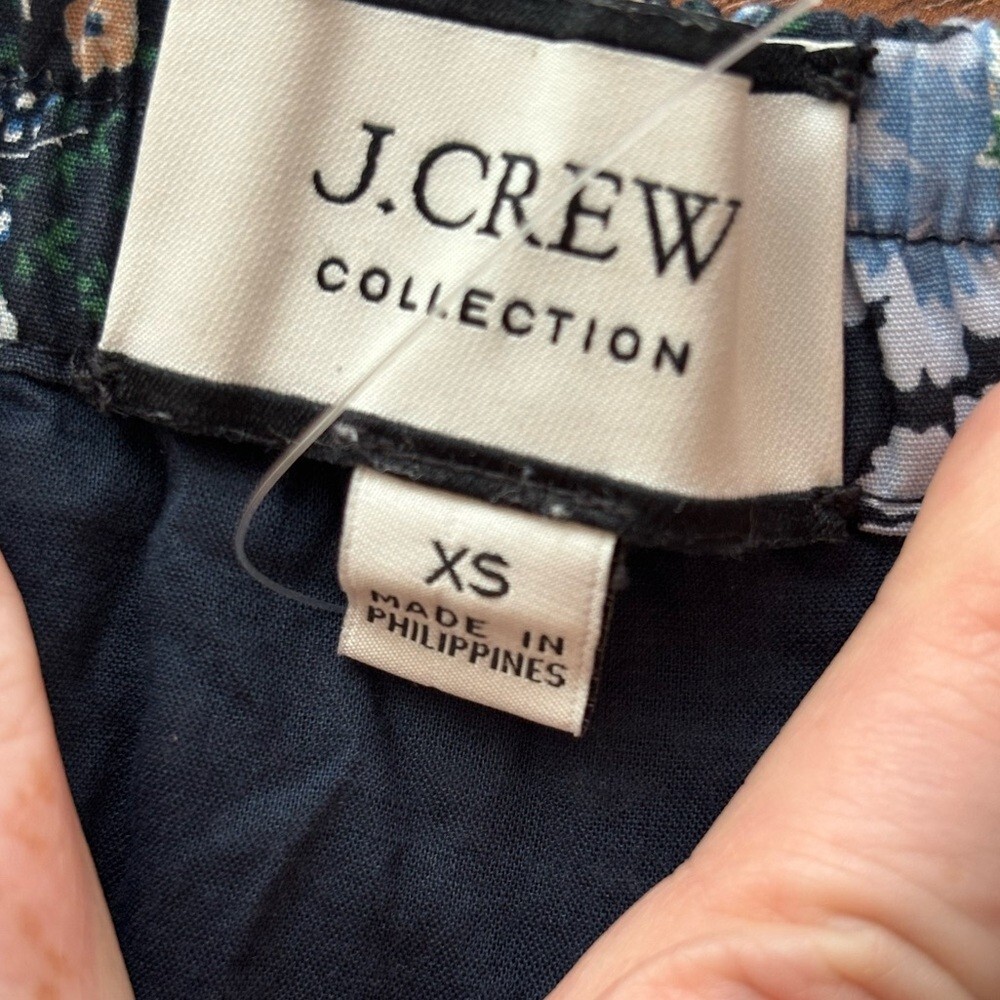 J.CREW
COLLECTION
XS
MADE IN
PHILIPPINES